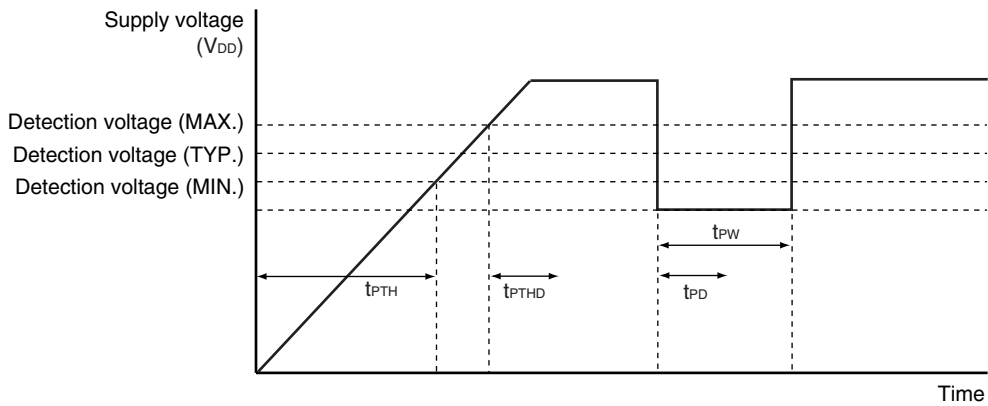 Supply voltage
(VDD)
Detection voltage (MAX.)
Detection voltage (TYP.)
Detection voltage (MIN.)
tPW
tPTH
tPTHD
tPD
Time